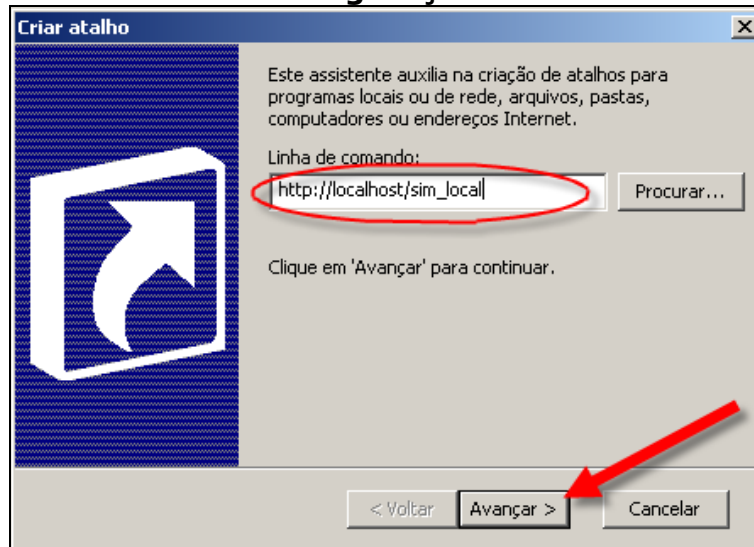 Criar atalho
Este assistente auxilia na criação de atalhos para
programas locais ou de rede, arquivos, pastas,
computadores ou endereços Internet.
Linha de comando:
http://localhost/sim_local
Procurar...
Clique em 'Avançar' para continuar.
< Voltar
Avançar >
Cancelar